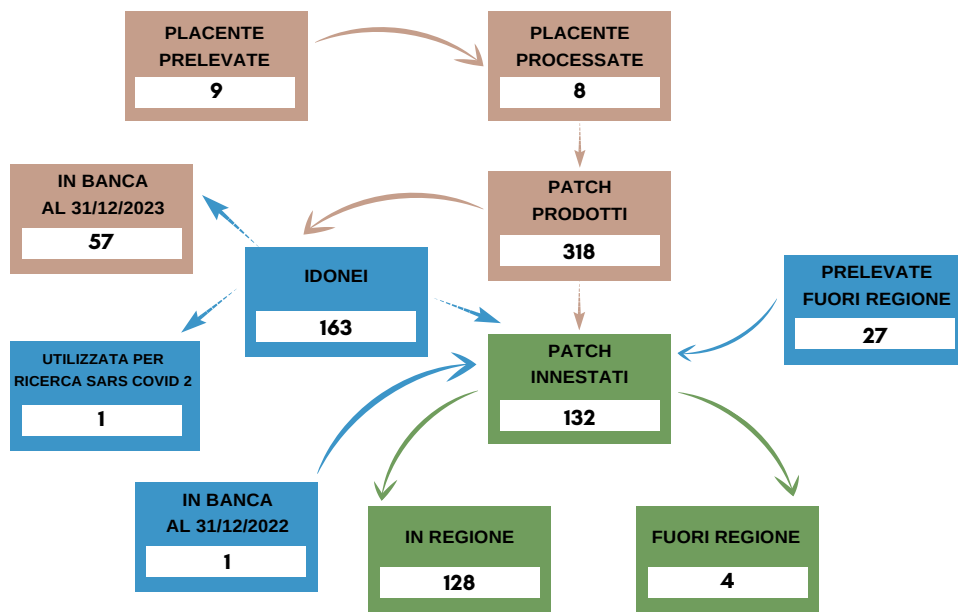 PLACENTE
PRELEVATE
9
PLACENTE
PROCESSATE
8
IN BANCA
AL 31/12/2023
57
PATCH
PRODOTTI
318
IDONEI
163
PRELEVATE
FUORI REGIONE
27
UTILIZZATA PER
RICERCA SARS COVID 2
1
PATCH
INNESTATI
132
IN BANCA
AL 31/12/2022
1
IN REGIONE
128
FUORI REGIONE
4